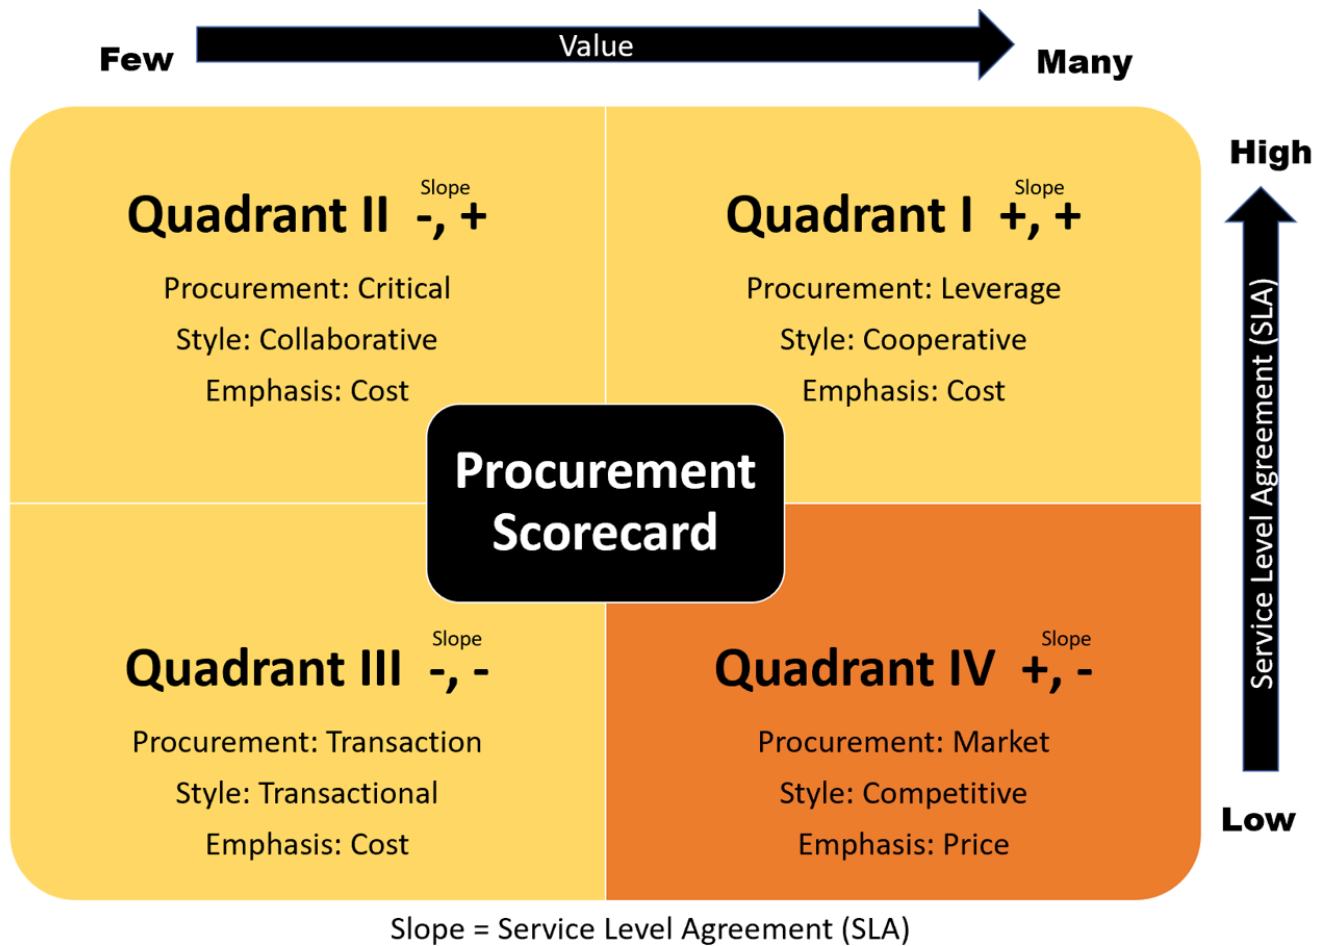 Few
Value
Many
High
Quadrant II -, +
Slope
Procurement: Critical
Style: Collaborative
Emphasis: Cost
Quadrant I +, +
Slope
Procurement: Leverage
Style: Cooperative
Emphasis: Cost
Procurement
Scorecard
Quadrant III -, -
Slope
Procurement: Transaction
Style: Transactional
Emphasis: Cost
Quadrant IV +, -
Slope
Procurement: Market
Style: Competitive
Emphasis: Price
Service Level Agreement (SLA)
Low
Slope = Service Level Agreement (SLA)